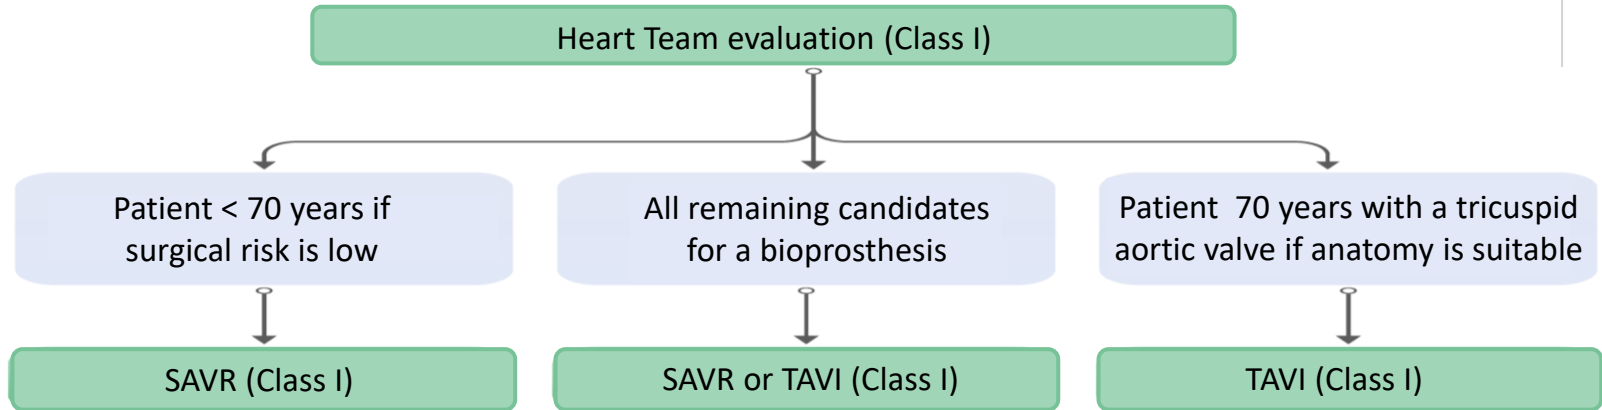 Heart Team evaluation (Class I)
Patient < 70 years if
surgical risk is low
All remaining candidates
for a bioprosthesis
Patient  70 years with a tricuspid
aortic valve if anatomy is suitable
SAVR (Class I)
SAVR or TAVI (Class I)
TAVI (Class I)